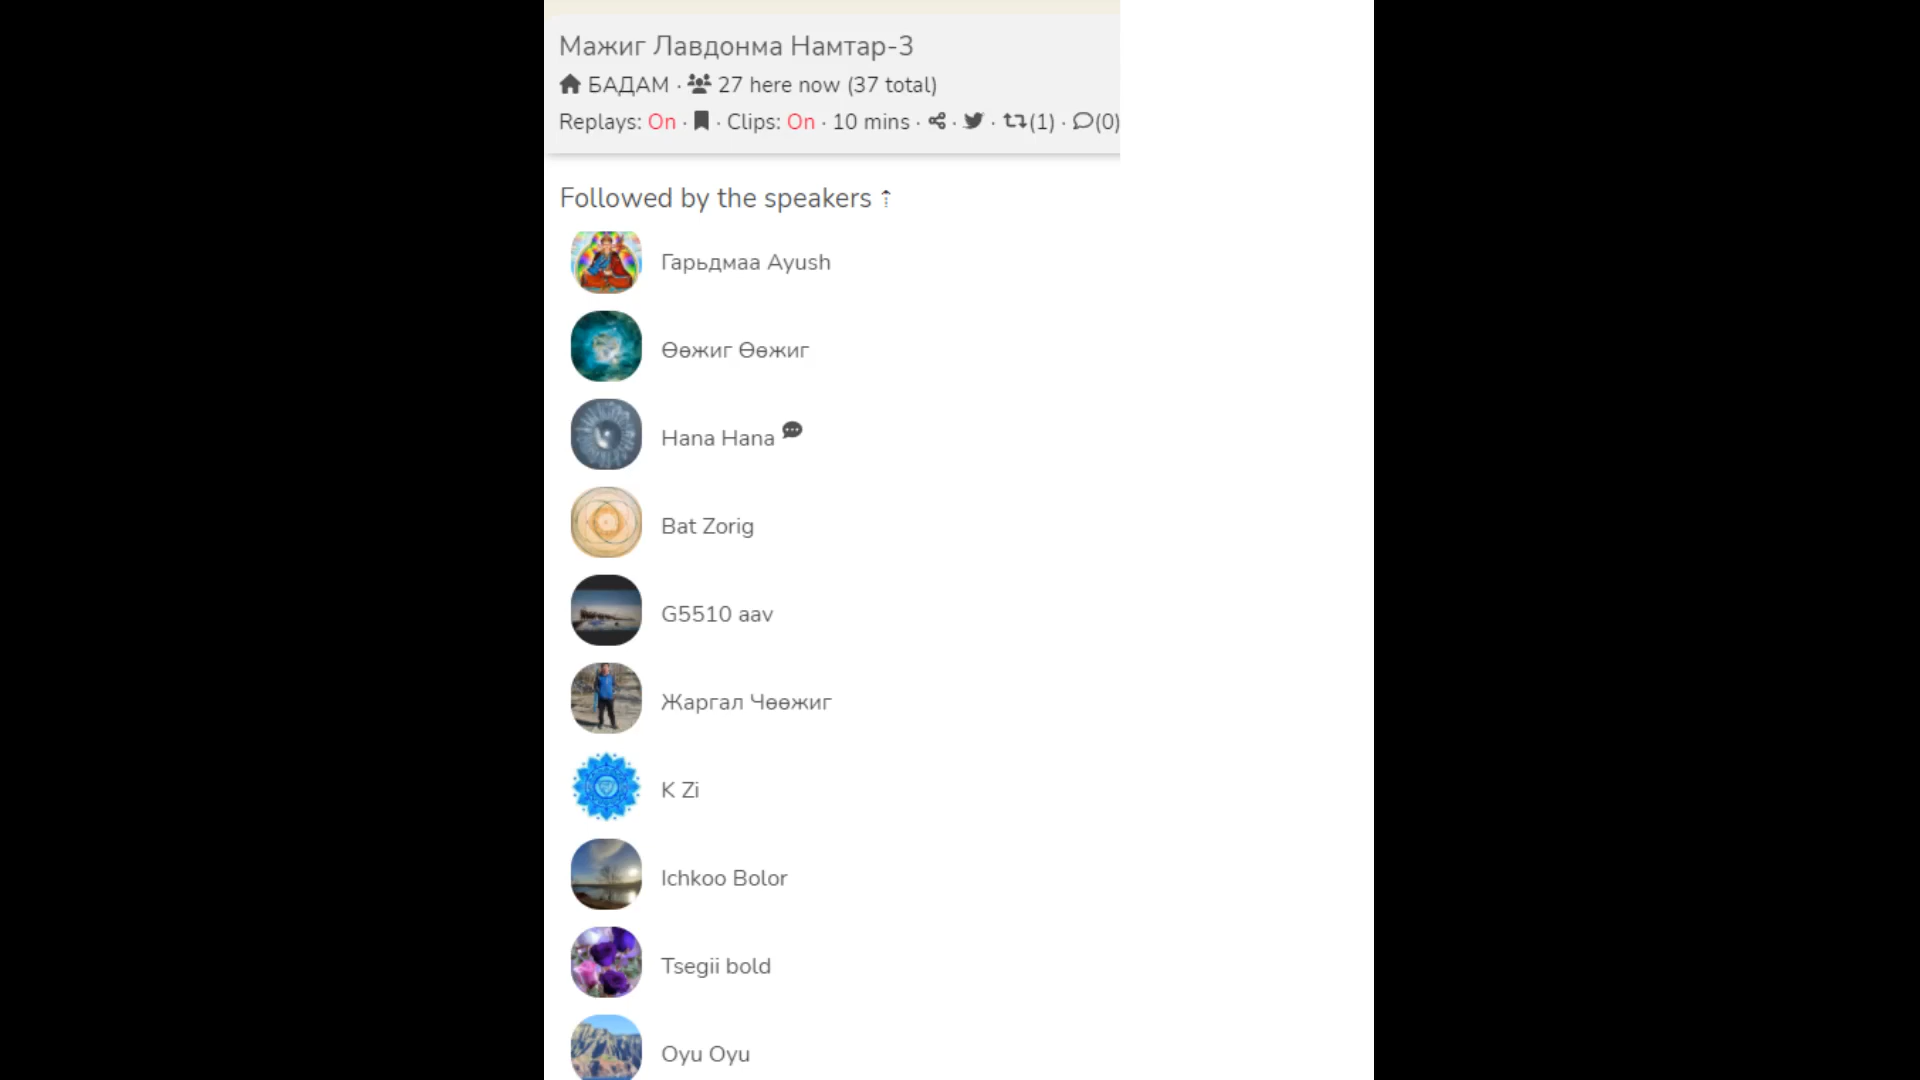 Мажиг Лавдонма Намтар-3
БАДАМ · 27 here now (37 total)
Replays: On · · Clips: On · 10 mins · · · (1) · (0)
Followed by the speakers ⇡
Гарьдмаа Ayush
Өөжиг Өөжиг
Hana Hana
Bat Zorig
G5510 aav
Жаргал Чөөжиг
K Zi
Ichkoo Bolor
Tsegii bold
Oyu Oyu